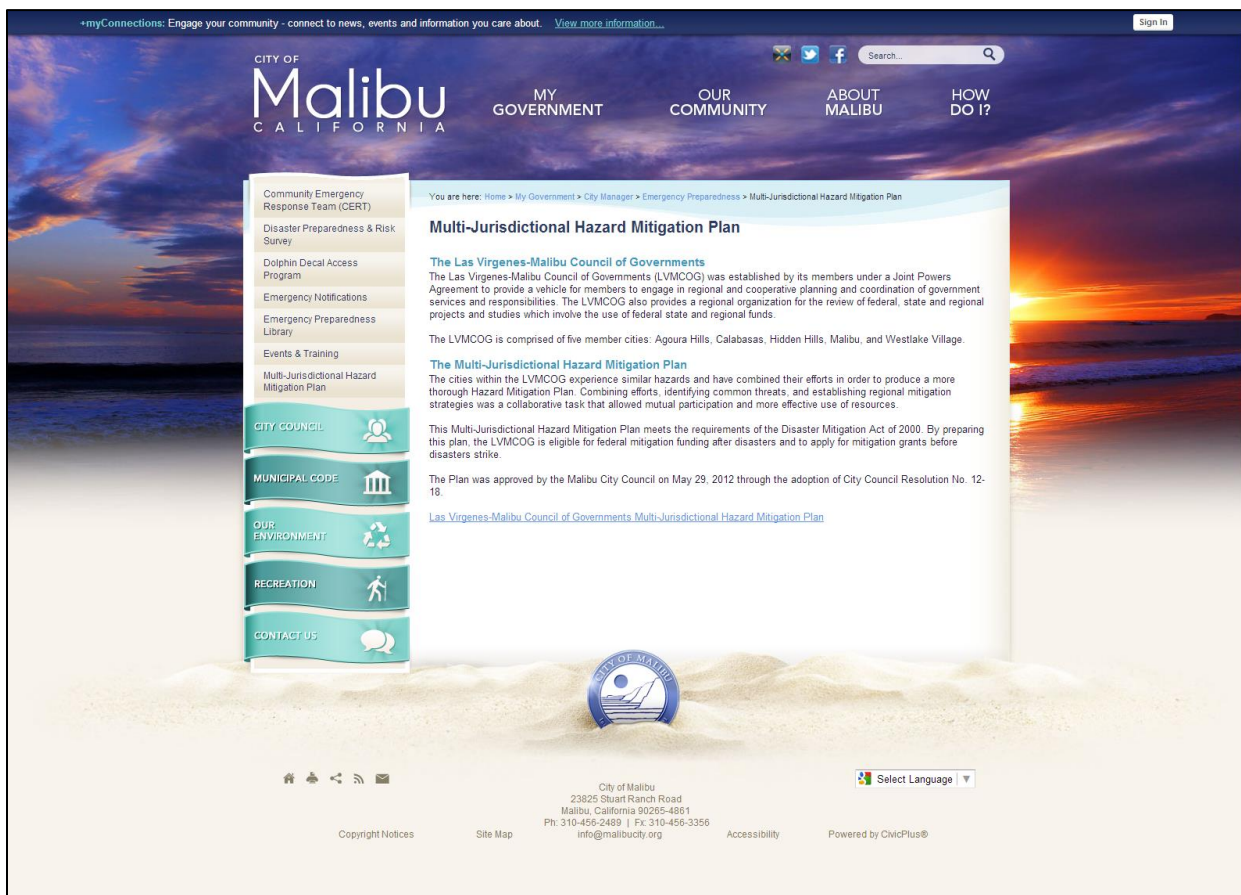 +myConnections: Engage your community - connect to news, events and information you care about. View more information...
Sign In
CITY OF
Malibu
CALIFORNIA
Search...
MY
GOVERNMENT
OUR
COMMUNITY
ABOUT
MALIBU
HOW
DO I?
Community Emergency
Response Team (CERT)
Disaster Preparedness & Risk
Survey
Dolphin Decal Access
Program
Emergency Notifications
Emergency Preparedness
Library
Events & Training
Multi-Jurisdictional Hazard
Mitigation Plan
CITY COUNCIL
MUNICIPAL CODE
OUR
ENVIRONMENT
RECREATION
CONTACT US
You are here: Home > My Government > City Manager > Emergency Preparedness > Multi-Jurisdictional Hazard Mitigation Plan
Multi-Jurisdictional Hazard Mitigation Plan
The Las Virgenes-Malibu Council of Governments
The Las Virgenes-Malibu Council of Governments (LVMCOG) was established by its members under a Joint Powers
Agreement to provide a vehicle for members to engage in regional and cooperative planning and coordination of government
services and responsibilities. The LVMCOG also provides a regional organization for the review of federal, state and regional
projects and studies which involve the use of federal state and regional funds.
The LVMCOG is comprised of five member cities: Agoura Hills, Calabasas, Hidden Hills, Malibu, and Westlake Village.
The Multi-Jurisdictional Hazard Mitigation Plan
The cities within the LVMCOG experience similar hazards and have combined their efforts in order to produce a more
thorough Hazard Mitigation Plan. Combining efforts, identifying common threats, and establishing regional mitigation
strategies was a collaborative task that allowed mutual participation and more effective use of resources.
This Multi-Jurisdictional Hazard Mitigation Plan meets the requirements of the Disaster Mitigation Act of 2000. By preparing
this plan, the LVMCOG is eligible for federal mitigation funding after disasters and to apply for mitigation grants before
disasters strike.
The Plan was approved by the Malibu City Council on May 29, 2012 through the adoption of City Council Resolution No. 12-
18.
Las Virgenes-Malibu Council of Governments Multi-Jurisdictional Hazard Mitigation Plan
CITY OF MALIBU
Select Language
City of Malibu
23825 Stuart Ranch Road
Malibu, California 90265-4861
Ph: 310-456-2489 | Fx: 310-456-3356
Copyright Notices
Site Map
info@malibucity.org
Accessibility
Powered by CivicPlus®